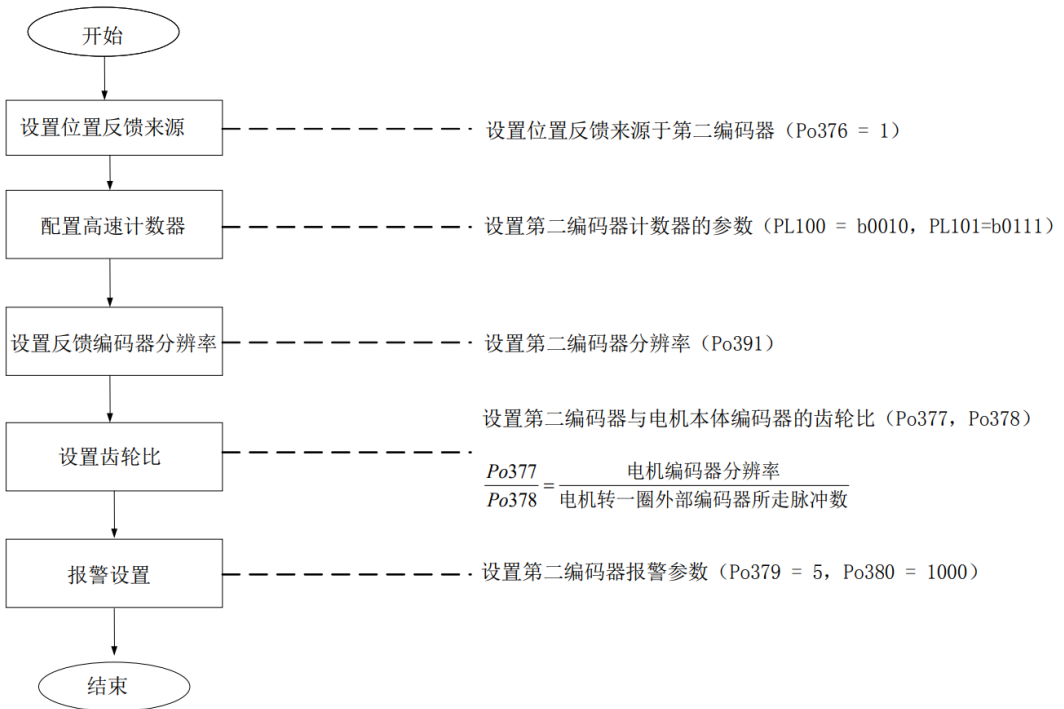 开始
设置位置反馈来源
设置位置反馈来源于第二编码器（Po376 = 1）
配置高速计数器
设置第二编码器计数器的参数（PL100 = b0010，PL101=b0111）
设置反馈编码器分辨率
设置第二编码器分辨率（Po391）
设置齿轮比
设置第二编码器与电机本体编码器的齿轮比（Po377，Po378）
Po377/Po378=电机编码器分辨率/电机转一圈外部编码器所走脉冲数
报警设置
设置第二编码器报警参数（Po379 = 5，Po380 = 1000）
结束